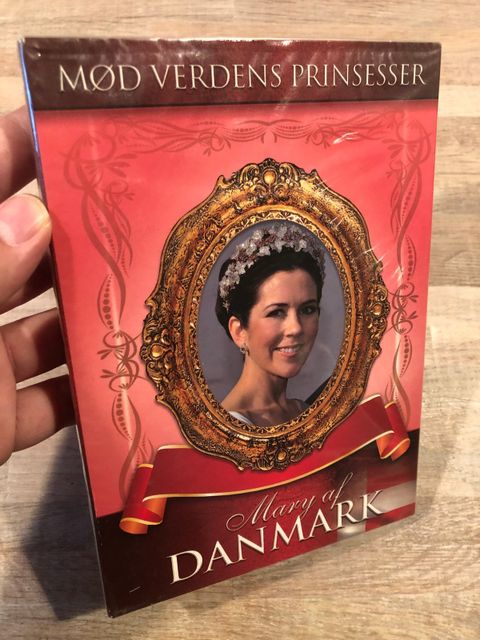 MØD VERDENS PRINSESSER
Mary af
DANMARK